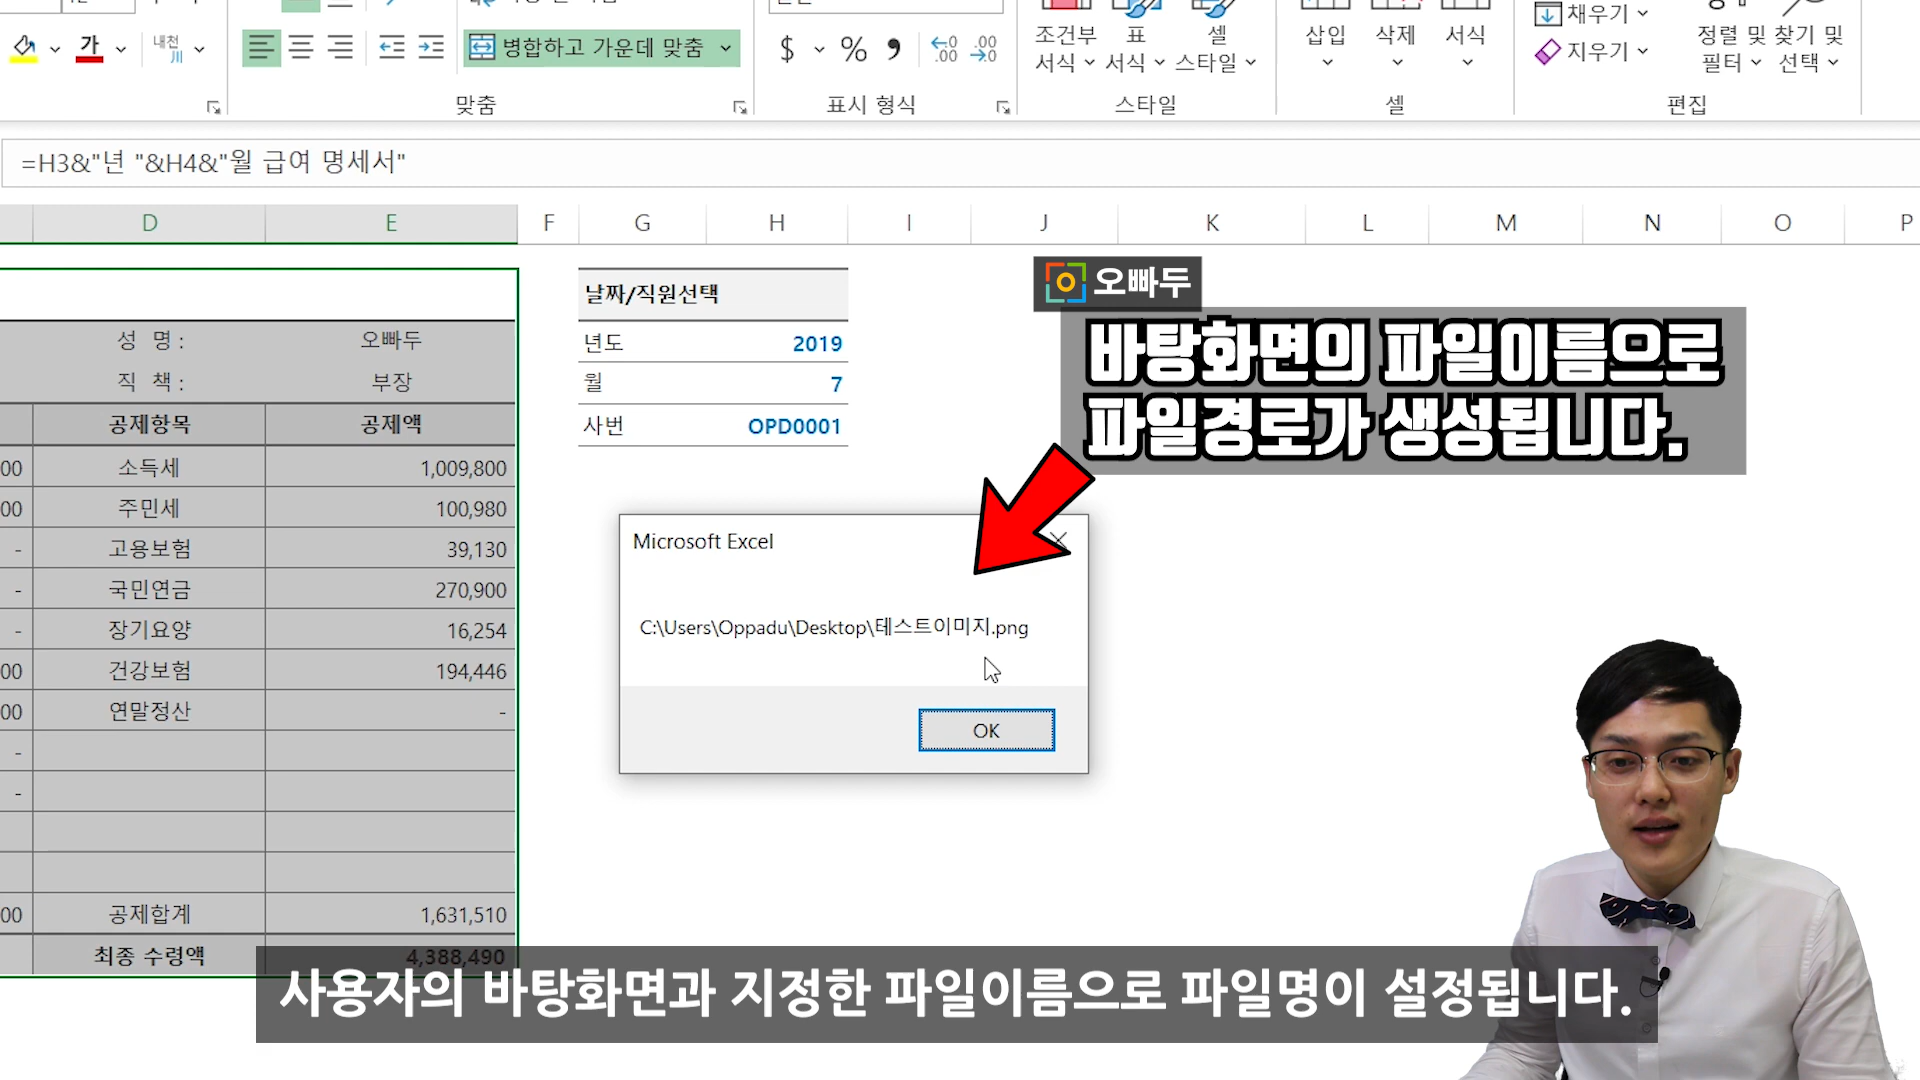 가
내천
川
병합하고 가운데 맞춤
$
%
,
.00
.00
조건부
서식
표
서식
셀
스타일
삽입
삭제
서식
채우기
지우기
정렬 및
필터
찾기 및
선택
맞춤
표시 형식
스타일
셀
편집
=H3&"년 "&H4&"월 급여 명세서"
D E F G H I J K L M N O P
날짜/직원선택
년도 2019
월 7
사번 OPD0001
성 명 : 오빠두
직 책 : 부장
공제항목 공제액
00 소득세 1,009,800
00 주민세 100,980
- 고용보험 39,130
- 국민연금 270,900
- 장기요양 16,254
00 건강보험 194,446
00 연말정산 -
-
-
00 공제합계 1,631,510
최종 수령액 4,388,490
오빠두
바탕화면의 파일이름으로
파일경로가 생성됩니다.
Microsoft Excel
C:\Users\Oppadu\Desktop\테스트이미지.png
OK
사용자의 바탕화면과 지정한 파일이름으로 파일명이 설정됩니다.